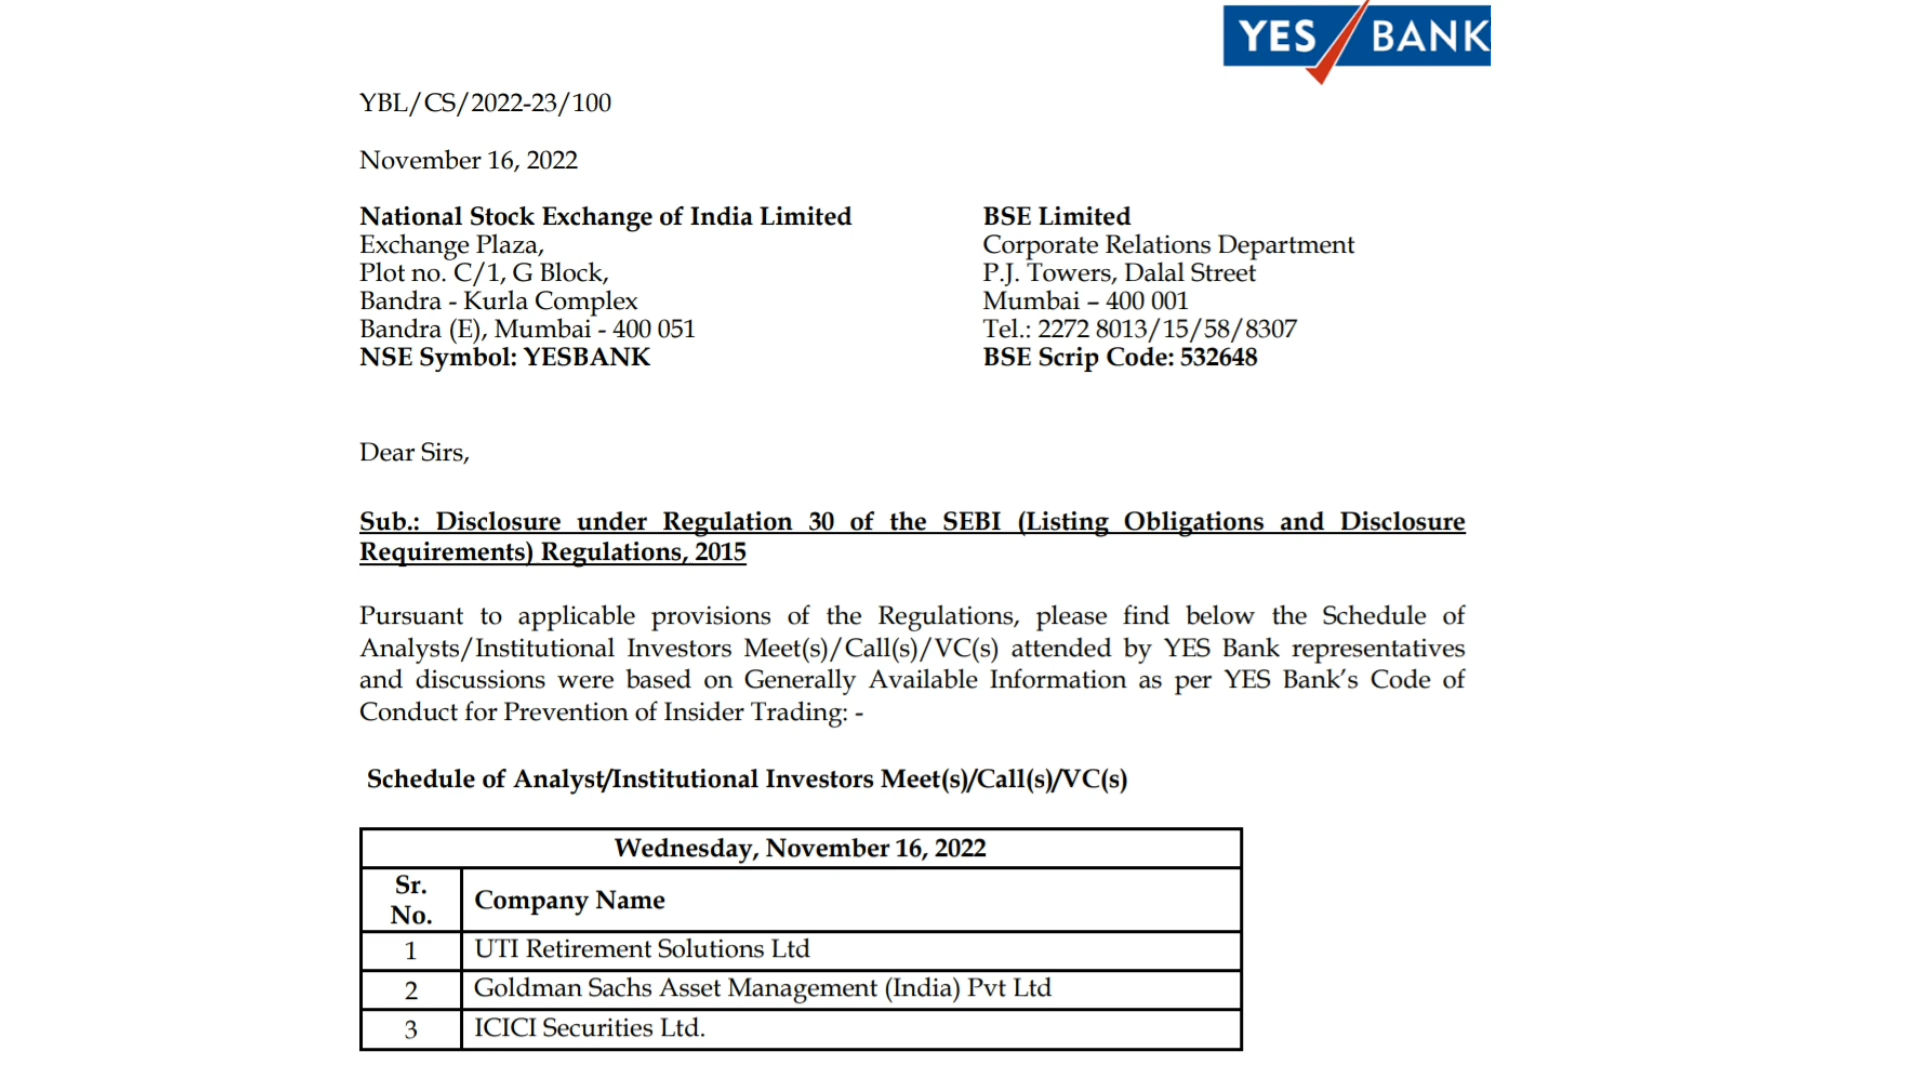 YES BANK
YBL/CS/2022-23/100
November 16, 2022
National Stock Exchange of India Limited
Exchange Plaza,
Plot no. C/1, G Block,
Bandra - Kurla Complex
Bandra (E), Mumbai - 400 051
NSE Symbol: YESBANK
BSE Limited
Corporate Relations Department
P.J. Towers, Dalal Street
Mumbai – 400 001
Tel.: 2272 8013/15/58/8307
BSE Scrip Code: 532648
Dear Sirs,
Sub.: Disclosure under Regulation 30 of the SEBI (Listing Obligations and Disclosure
Requirements) Regulations, 2015
Pursuant to applicable provisions of the Regulations, please find below the Schedule of
Analysts/Institutional Investors Meet(s)/Call(s)/VC(s) attended by YES Bank representatives
and discussions were based on Generally Available Information as per YES Bank’s Code of
Conduct for Prevention of Insider Trading: -
Schedule of Analyst/Institutional Investors Meet(s)/Call(s)/VC(s)
Wednesday, November 16, 2022
Sr.
No.
Company Name
1 UTI Retirement Solutions Ltd
2 Goldman Sachs Asset Management (India) Pvt Ltd
3 ICICI Securities Ltd.